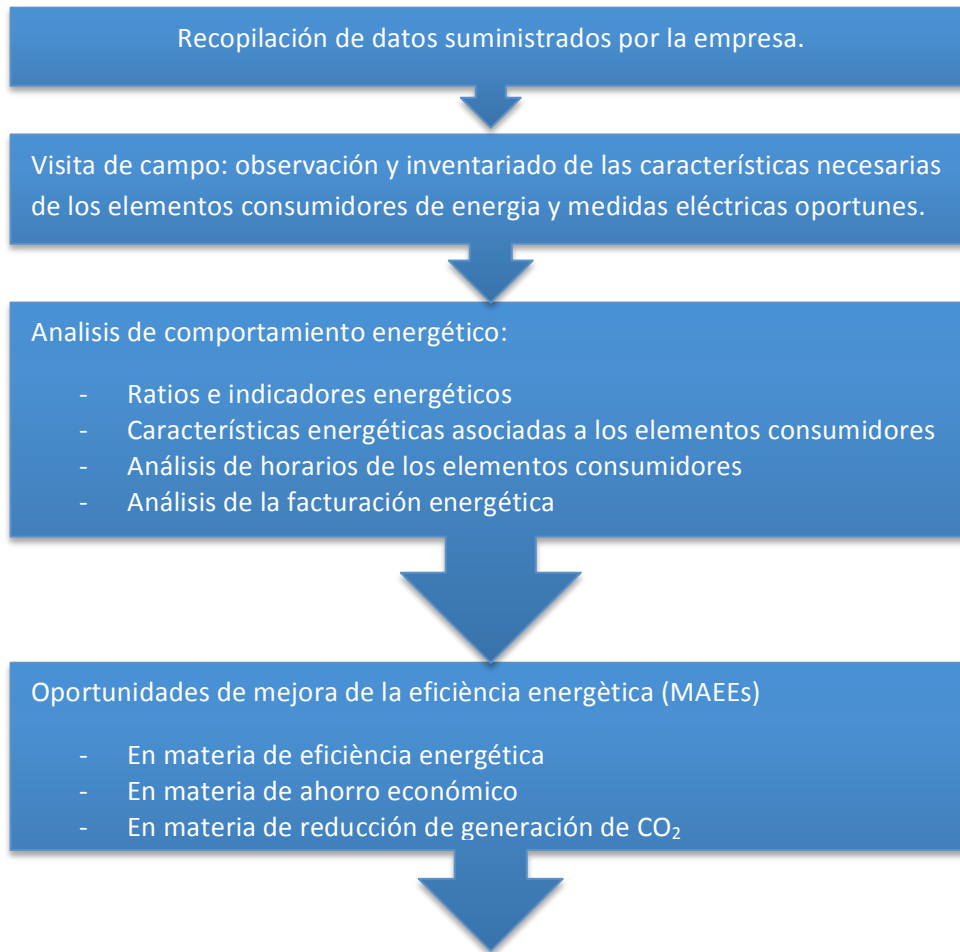 Recopilación de datos suministrados por la empresa.
Visita de campo: observación y inventariado de las características necesarias
de los elementos consumidores de energia y medidas eléctricas oportunes.
Analisis de comportamiento energético:
- Ratios e indicadores energéticos
- Características energéticas asociadas a los elementos consumidores
- Análisis de horarios de los elementos consumidores
- Análisis de la facturación energética
Oportunidades de mejora de la eficiència energètica (MAEEs)
- En materia de eficiència energética
- En materia de ahorro económico
- En materia de reducción de generación de CO₂